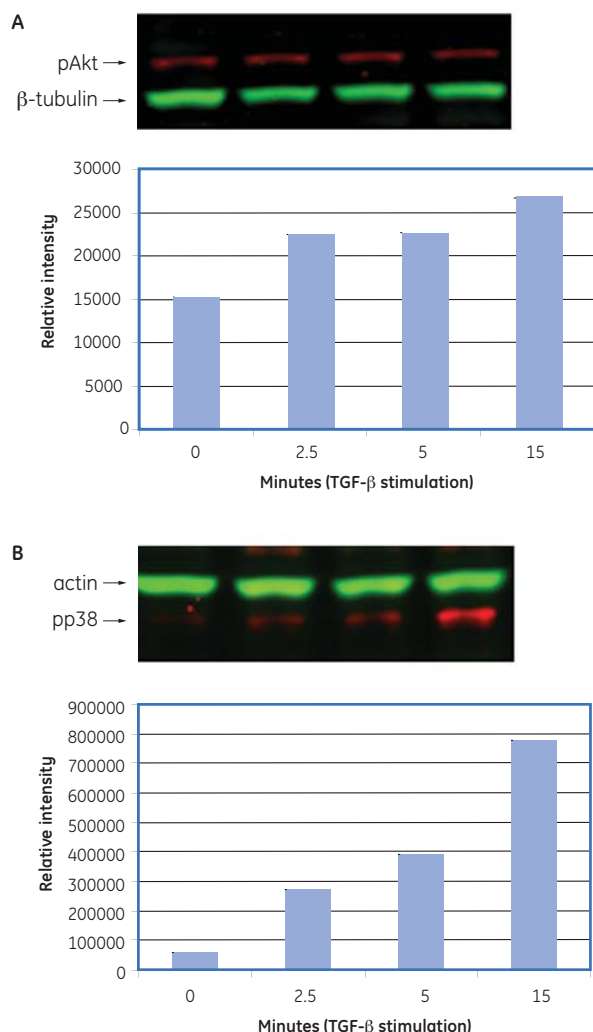 A
pAkt
β-tubulin
30000
25000
20000
15000
10000
5000
0
Relative intensity
0 2.5 5 15
Minutes (TGF-β stimulation)
B
actin
pp38
900000
800000
700000
600000
500000
400000
300000
200000
100000
0
Relative intensity
0 2.5 5 15
Minutes (TGF-β stimulation)